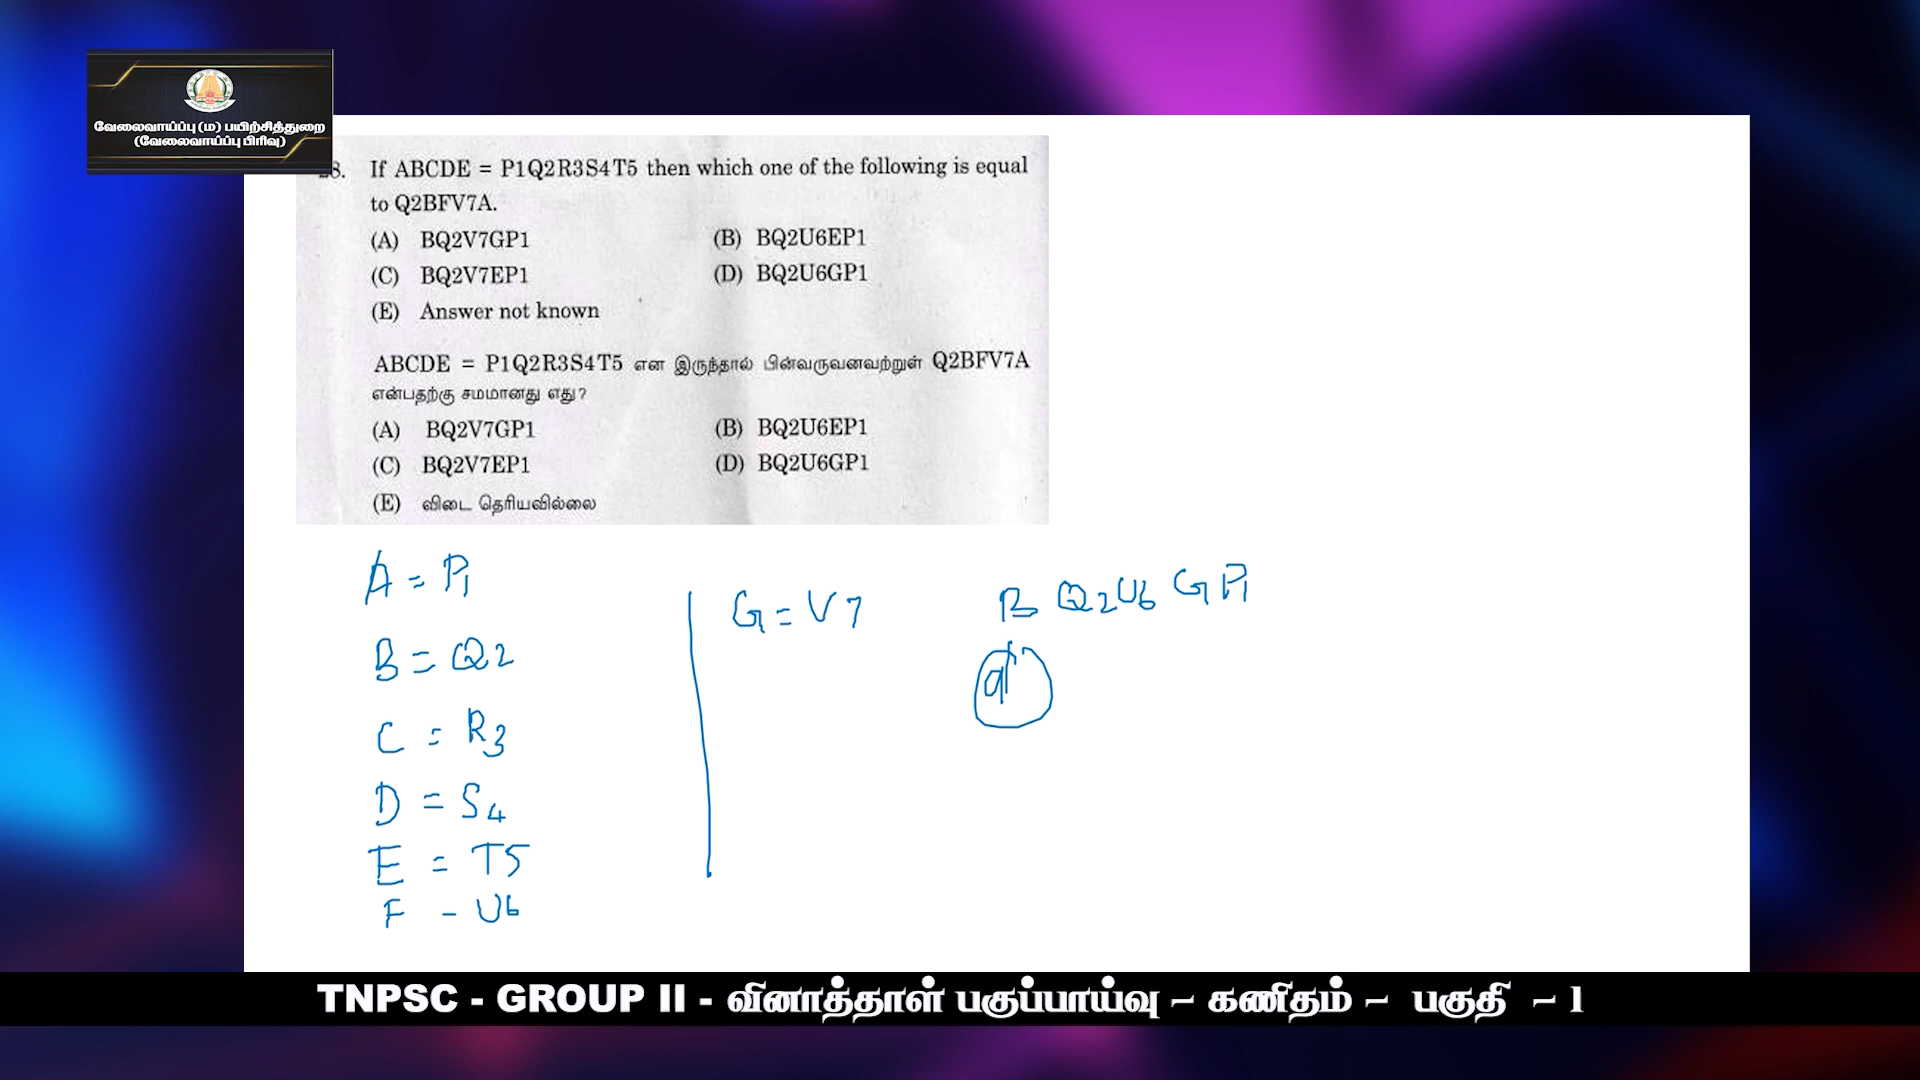 வேலைவாய்ப்பு (ம) பயிற்சித்துறை
(வேலைவாய்ப்பு பிரிவு)
8. If ABCDE = P1Q2R3S4T5 then which one of the following is equal
to Q2BFV7A.
(A) BQ2V7GP1 (B) BQ2U6EP1
(C) BQ2V7EP1 (D) BQ2U6GP1
(E) Answer not known
ABCDE = P1Q2R3S4T5 என இருந்தால் பின்வருவனவற்றுள் Q2BFV7A
என்பதற்கு சமமானது எது?
(A) BQ2V7GP1 (B) BQ2U6EP1
(C) BQ2V7EP1 (D) BQ2U6GP1
(E) விடை தெரியவில்லை
A = P1
B = Q2
C = R3
D = S4
E = T5
F - U6
G = V7
B Q2U6 GP1
d
TNPSC - GROUP II - வினாத்தாள் பகுப்பாய்வு – கணிதம் – பகுதி – 1